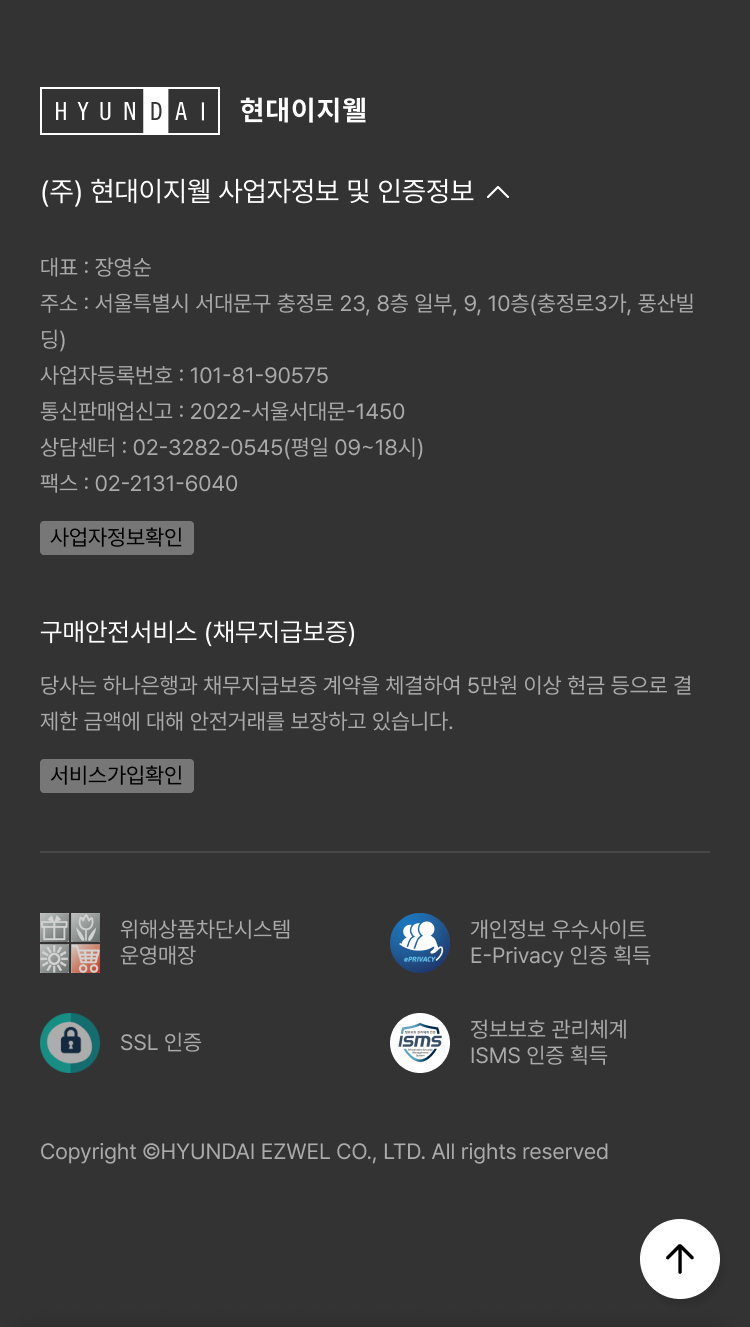 HYUNDAI 현대이지웰
(주) 현대이지웰 사업자정보 및 인증정보
대표 : 장영순
주소 : 서울특별시 서대문구 충정로 23, 8층 일부, 9, 10층(충정로3가, 풍산빌
딩)
사업자등록번호 : 101-81-90575
통신판매업신고 : 2022-서울서대문-1450
상담센터 : 02-3282-0545(평일 09~18시)
팩스 : 02-2131-6040
사업자정보확인
구매안전서비스 (채무지급보증)
당사는 하나은행과 채무지급보증 계약을 체결하여 5만원 이상 현금 등으로 결
제한 금액에 대해 안전거래를 보장하고 있습니다.
서비스가입확인
위해상품차단시스템
운영매장
ePRIVACY
개인정보 우수사이트
E-Privacy 인증 획득
SSL 인증
ISMS
정보보호 관리체계
ISMS 인증 획득
Copyright ©HYUNDAI EZWEL CO., LTD. All rights reserved